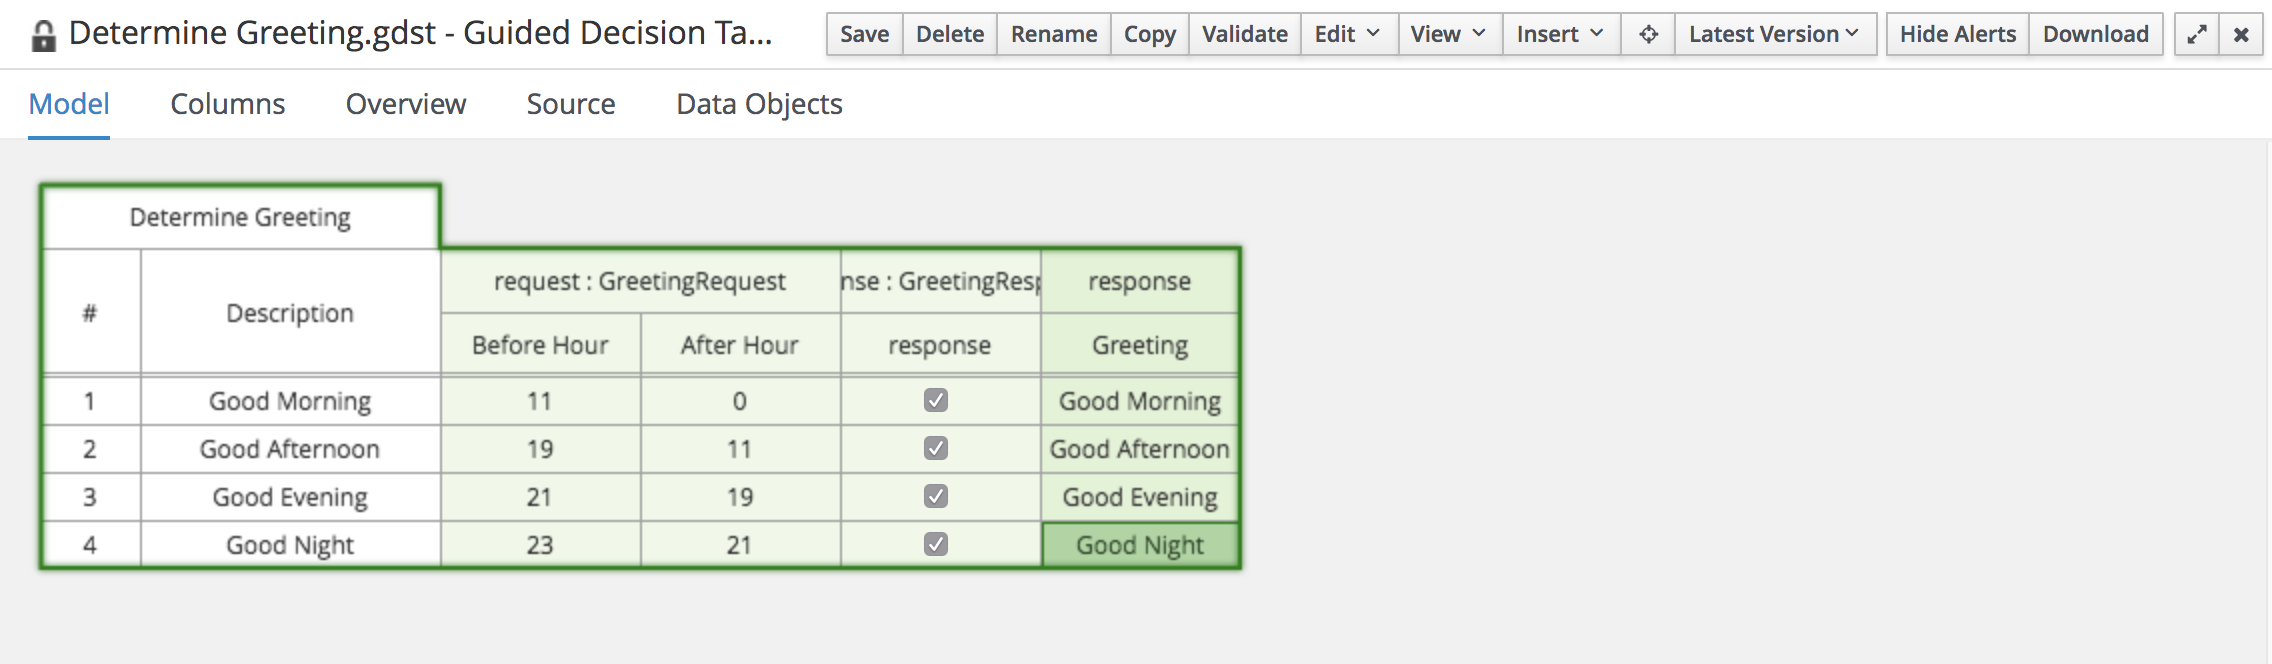 Determine Greeting.gdst - Guided Decision Ta...
Save Delete Rename Copy Validate Edit View Insert Latest Version Hide Alerts Download
Model Columns Overview Source Data Objects
Determine Greeting
# Description request : GreetingRequest nse : GreetingResp response
Before Hour After Hour response Greeting
1 Good Morning 11 0 Good Morning
2 Good Afternoon 19 11 Good Afternoon
3 Good Evening 21 19 Good Evening
4 Good Night 23 21 Good Night